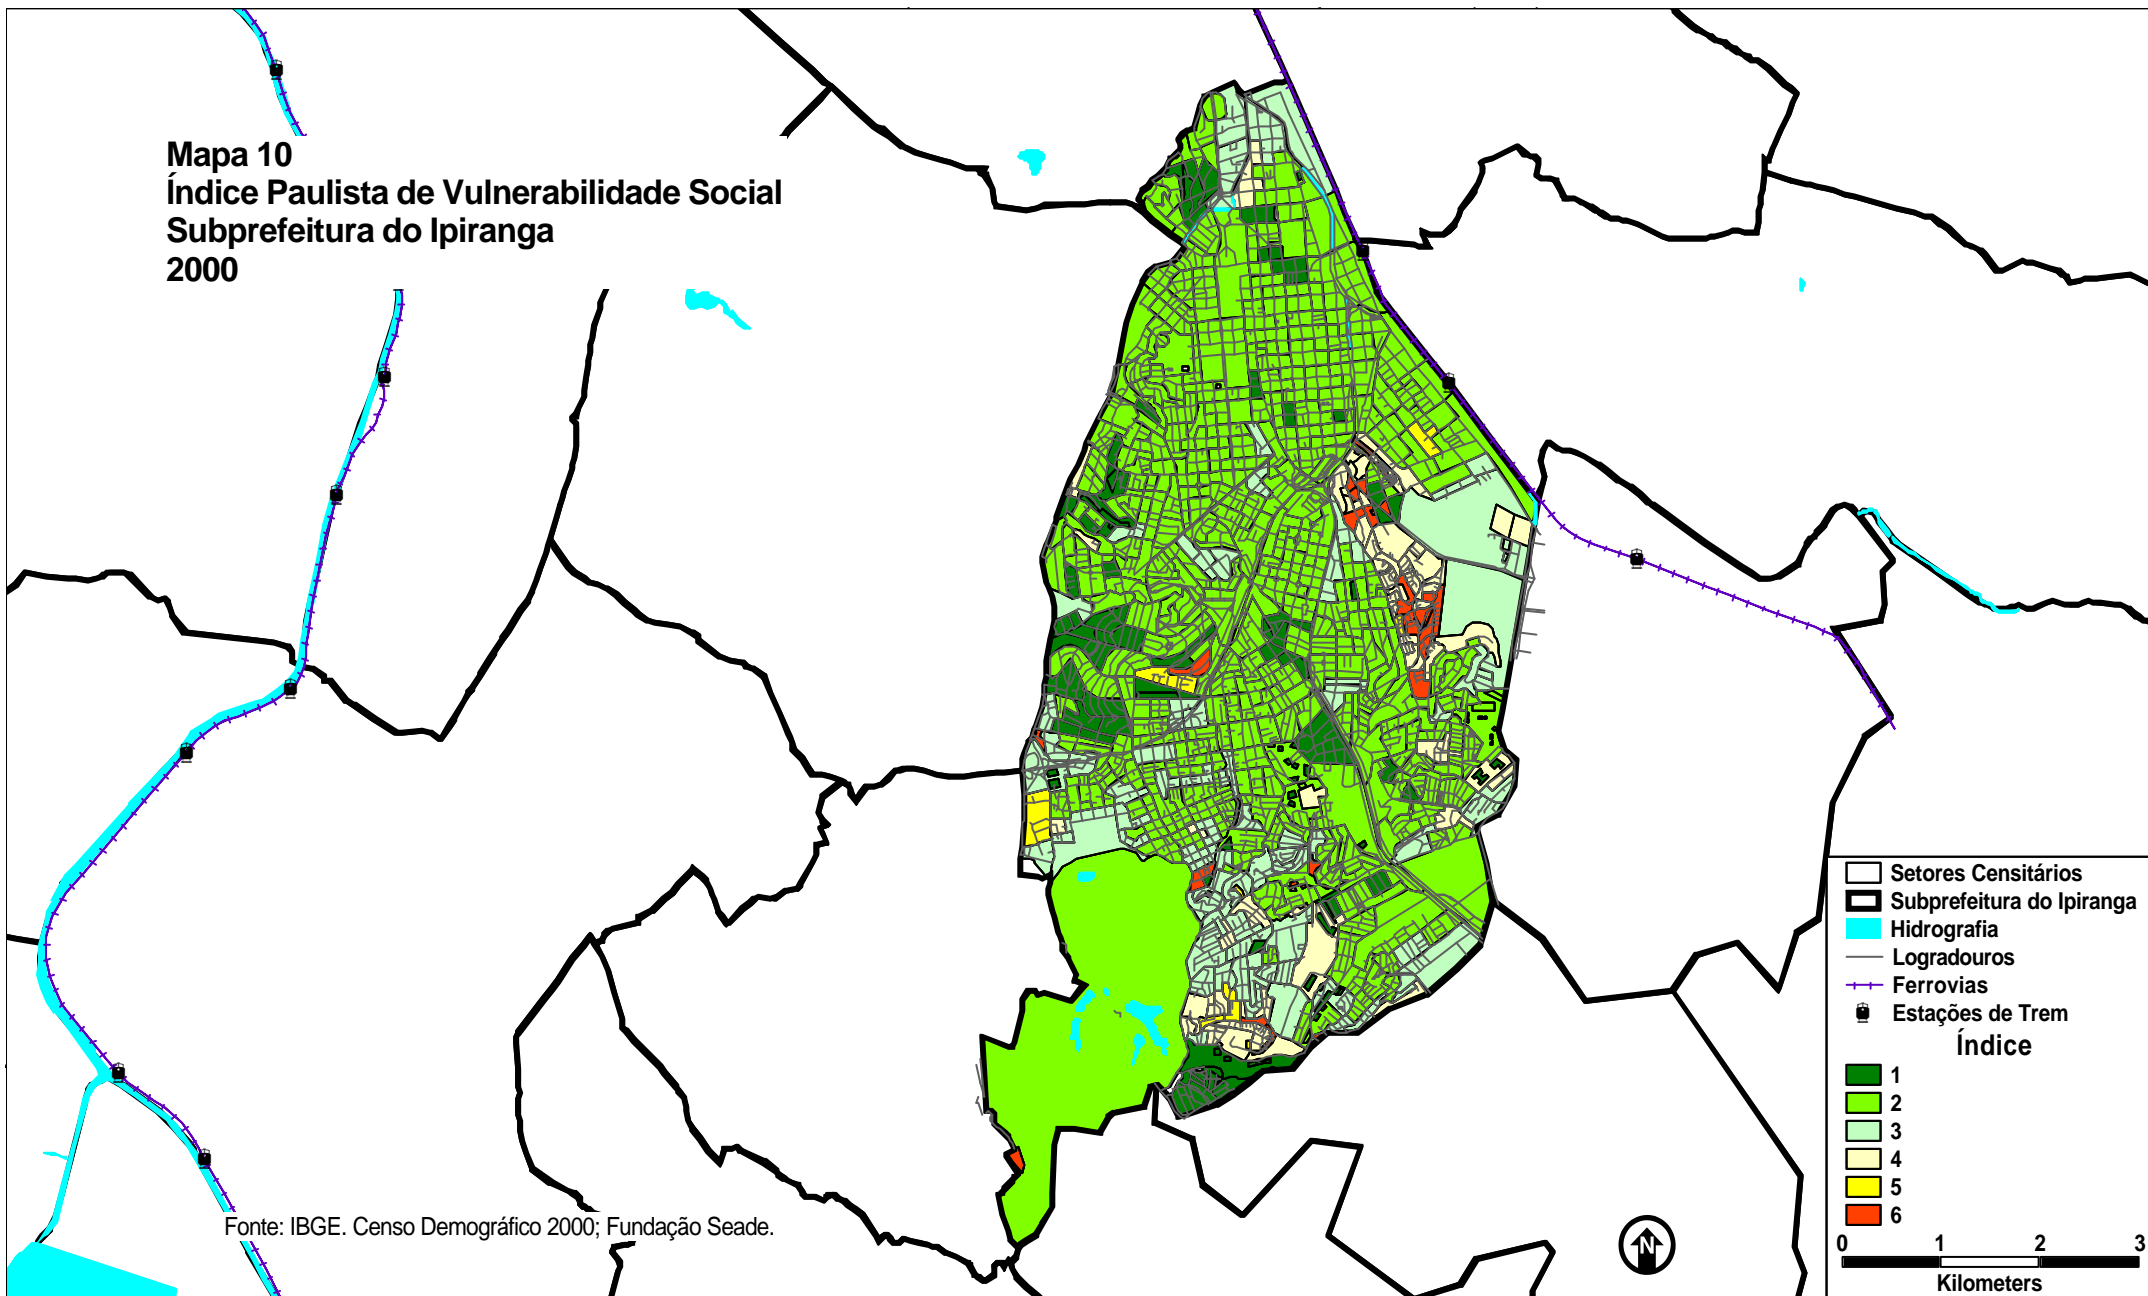 Mapa 10
Índice Paulista de Vulnerabilidade Social
Subprefeitura do Ipiranga
2000
Setores Censitários
Subprefeitura do Ipiranga
Hidrografia
Logradouros
Ferrovias
Estações de Trem
Índice
1
2
3
4
5
6
0 1 2 3
Kilometers
N
Fonte: IBGE. Censo Demográfico 2000; Fundação Seade.